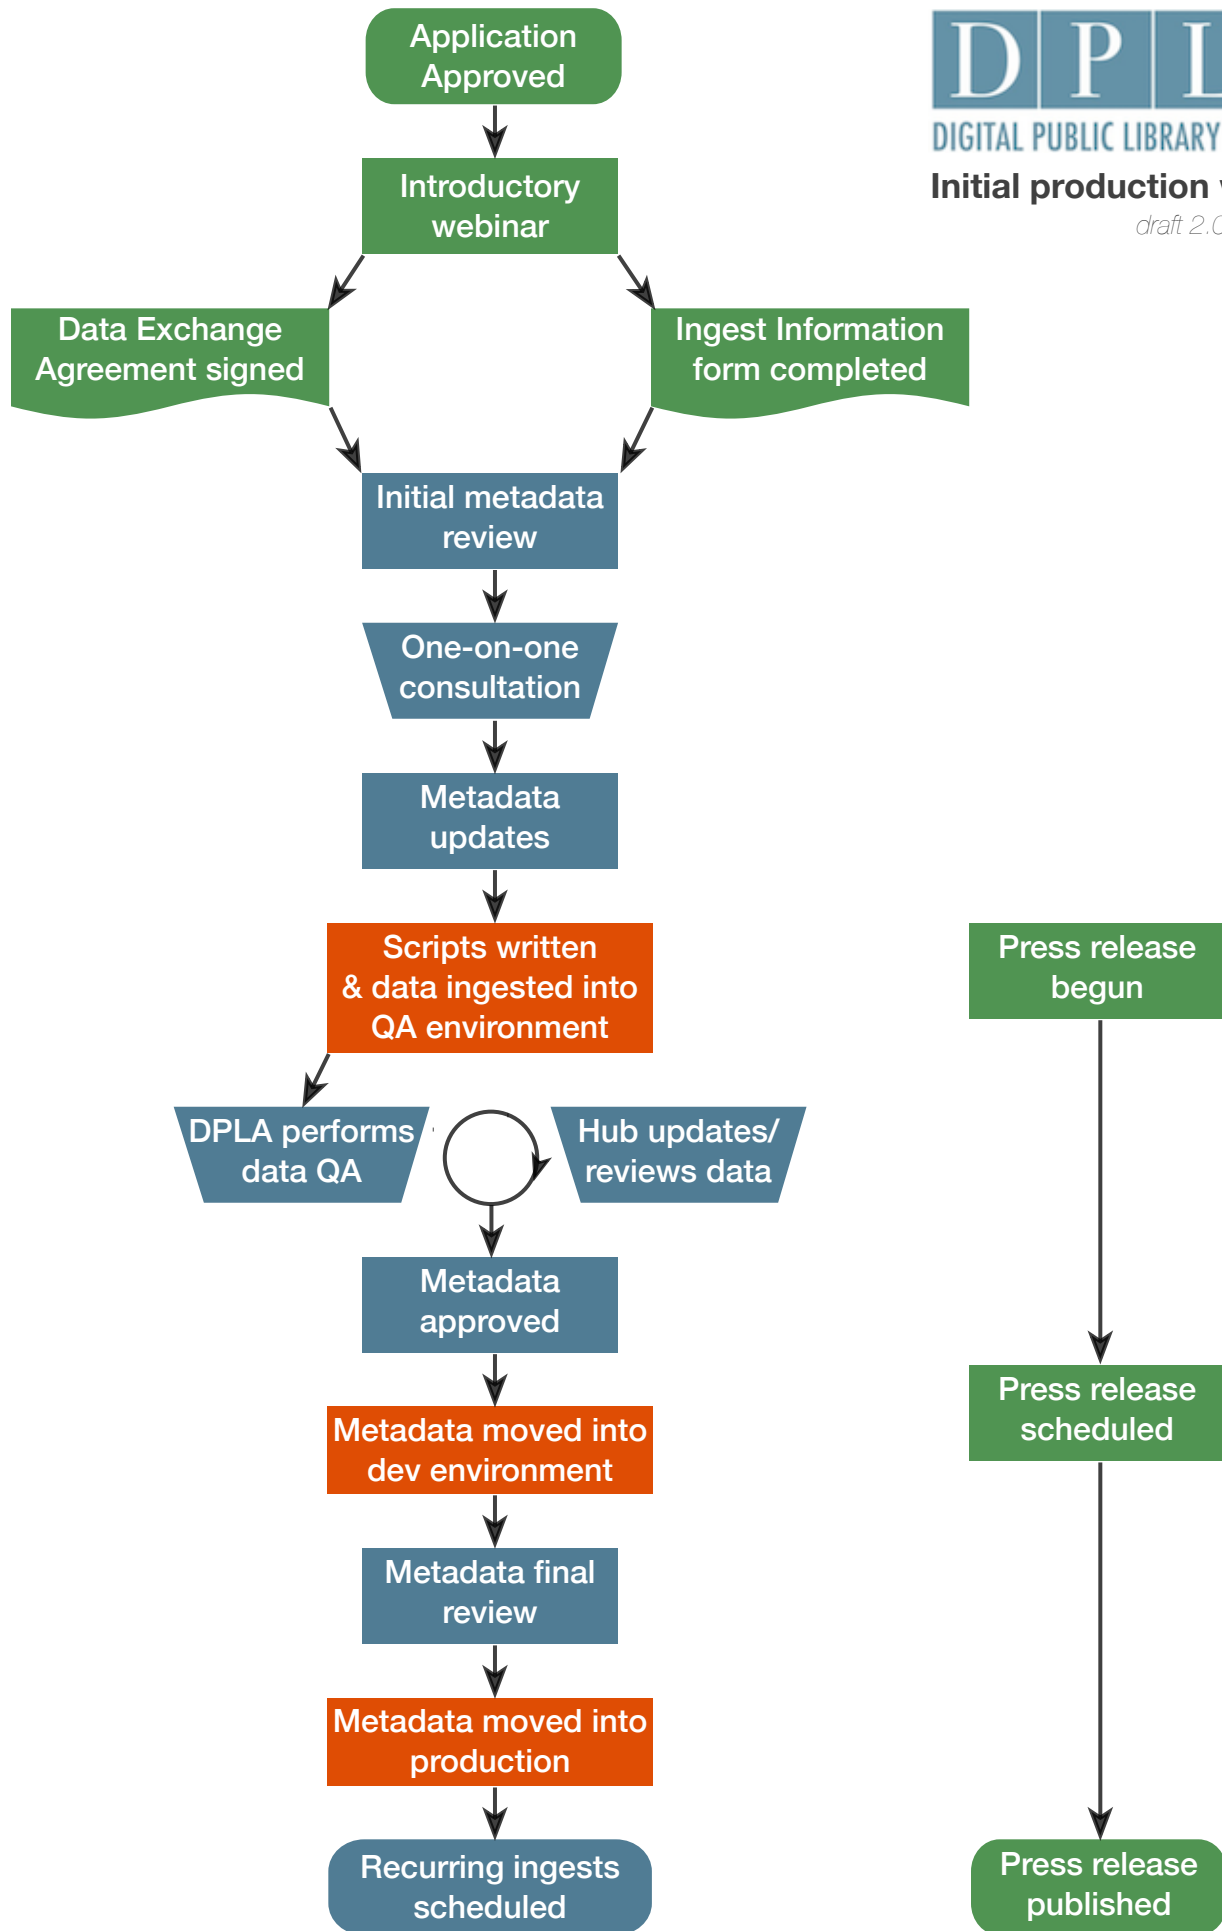 Application
Approved
D P L
DIGITAL PUBLIC LIBRARY
Initial production
draft 2.0
Introductory
webinar
Data Exchange
Agreement signed
Ingest Information
form completed
Initial metadata
review
One-on-one
consultation
Metadata
updates
Scripts written
& data ingested into
QA environment
Press release
begun
DPLA performs
data QA
Hub updates/
reviews data
Metadata
approved
Press release
scheduled
Metadata moved into
dev environment
Metadata final
review
Metadata moved into
production
Recurring ingests
scheduled
Press release
published